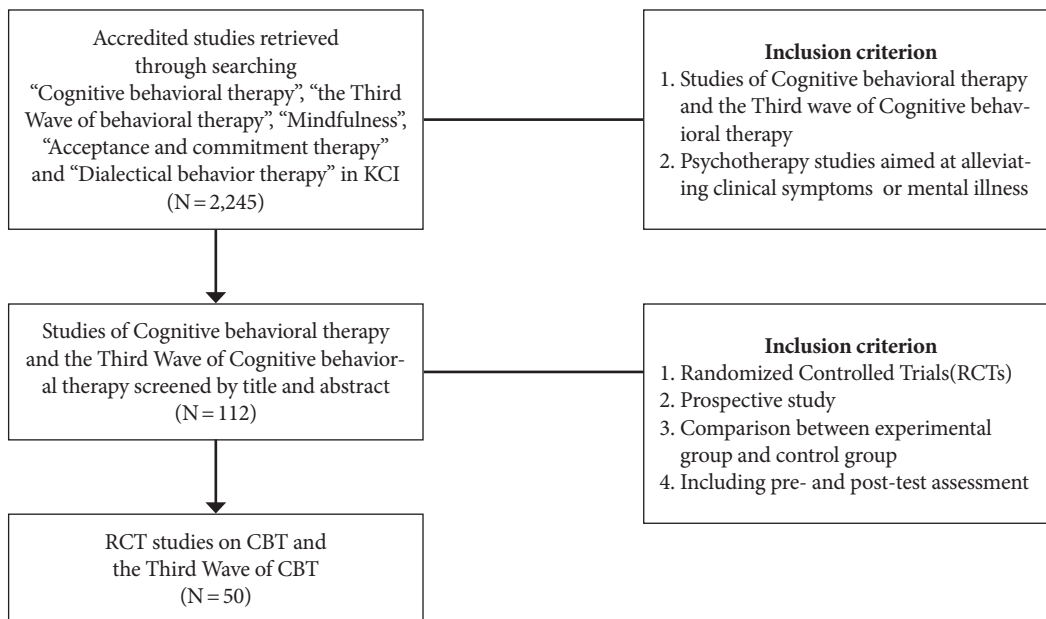 Accredited studies retrieved
through searching
“Cognitive behavioral therapy”, “the Third
Wave of behavioral therapy”, “Mindfulness”,
“Acceptance and commitment therapy”
and “Dialectical behavior therapy” in KCI
(N = 2,245)
Inclusion criterion
1. Studies of Cognitive behavioral therapy
and the Third wave of Cognitive behav-
ioral therapy
2. Psychotherapy studies aimed at alleviat-
ing clinical symptoms or mental illness
Studies of Cognitive behavioral therapy
and the Third Wave of Cognitive behavior-
al therapy screened by title and abstract
(N = 112)
Inclusion criterion
1. Randomized Controlled Trials(RCTs)
2. Prospective study
3. Comparison between experimental
group and control group
4. Including pre- and post-test assessment
RCT studies on CBT and
the Third Wave of CBT
(N = 50)